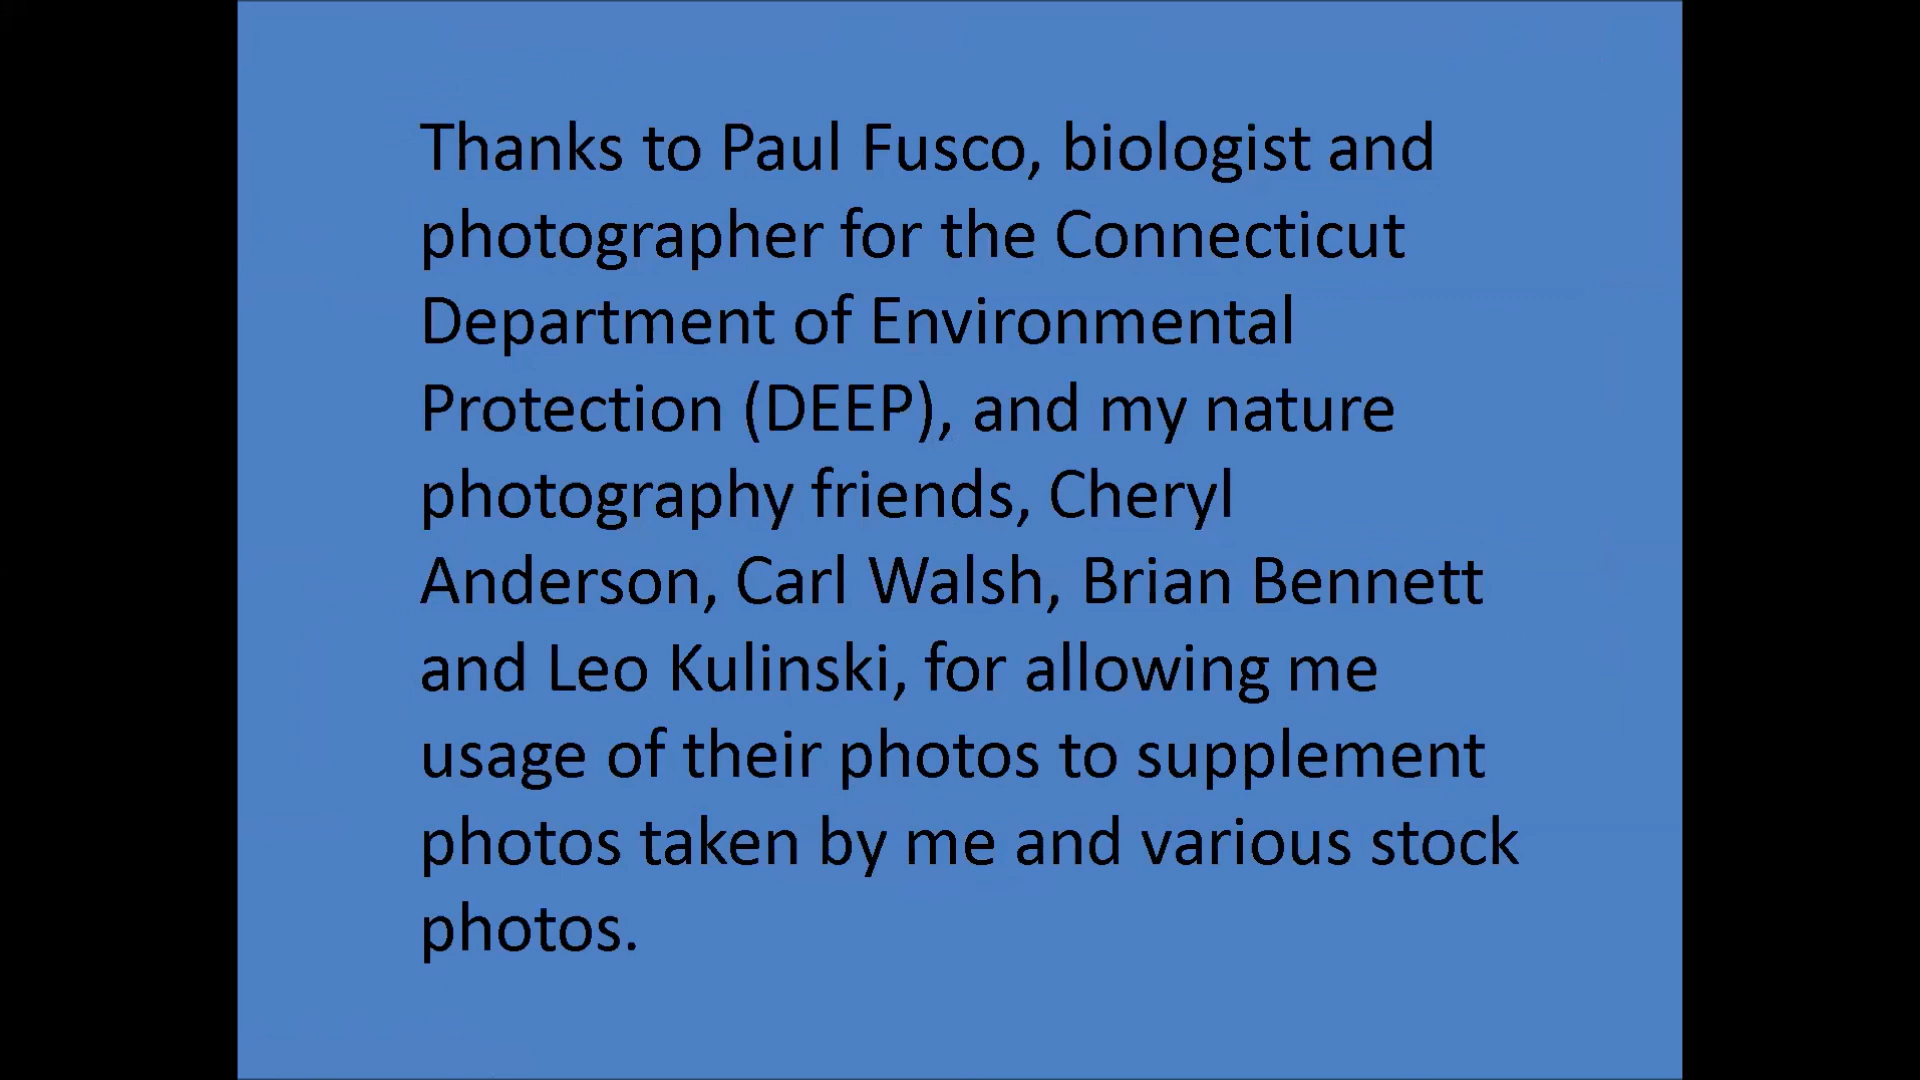 Thanks to Paul Fusco, biologist and
photographer for the Connecticut
Department of Environmental
Protection (DEEP), and my nature
photography friends, Cheryl
Anderson, Carl Walsh, Brian Bennett
and Leo Kulinski, for allowing me
usage of their photos to supplement
photos taken by me and various stock
photos.